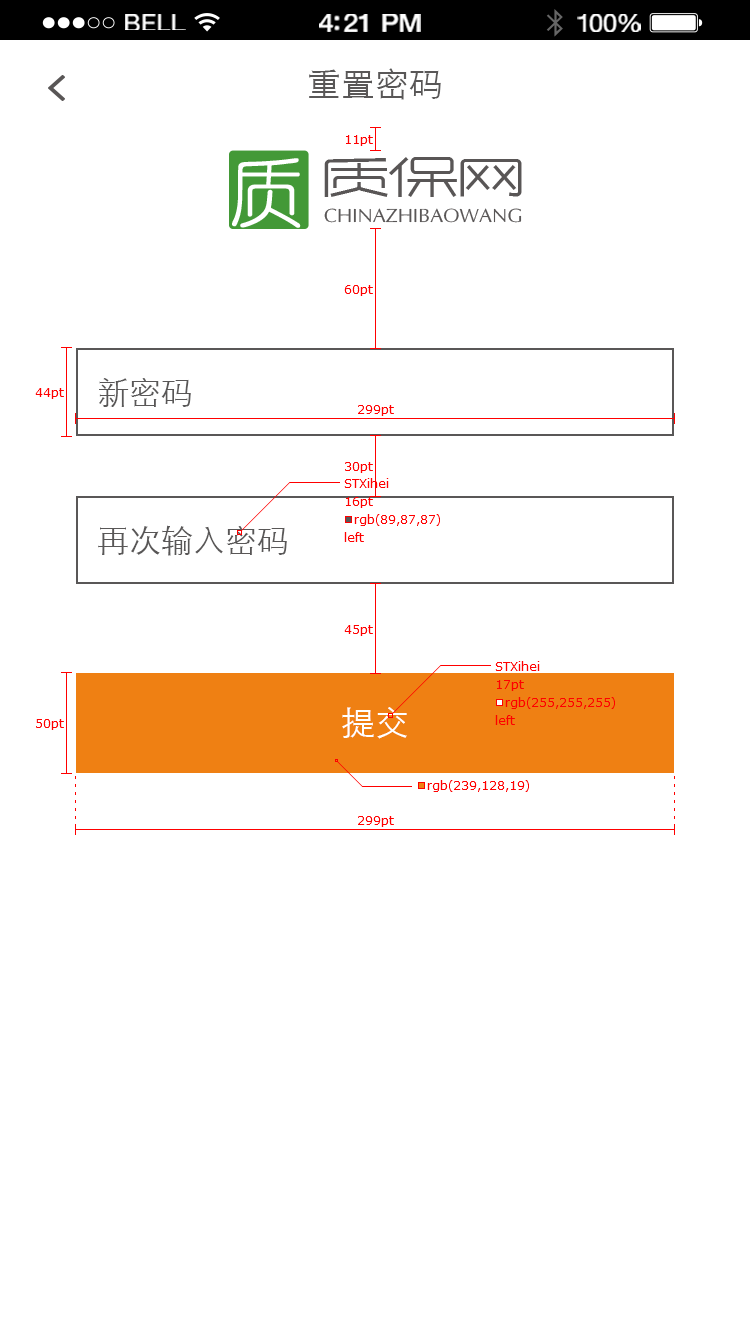 BELL 4:21 PM 100%
重置密码
11pt
质 质保网
CHINAZHIBAOWANG
60pt
44pt
新密码
299pt
30pt
STXihei
16pt
rgb(89,87,87)
left
再次输入密码
45pt
STXihei
17pt
rgb(255,255,255)
left
50pt
提交
rgb(239,128,19)
299pt